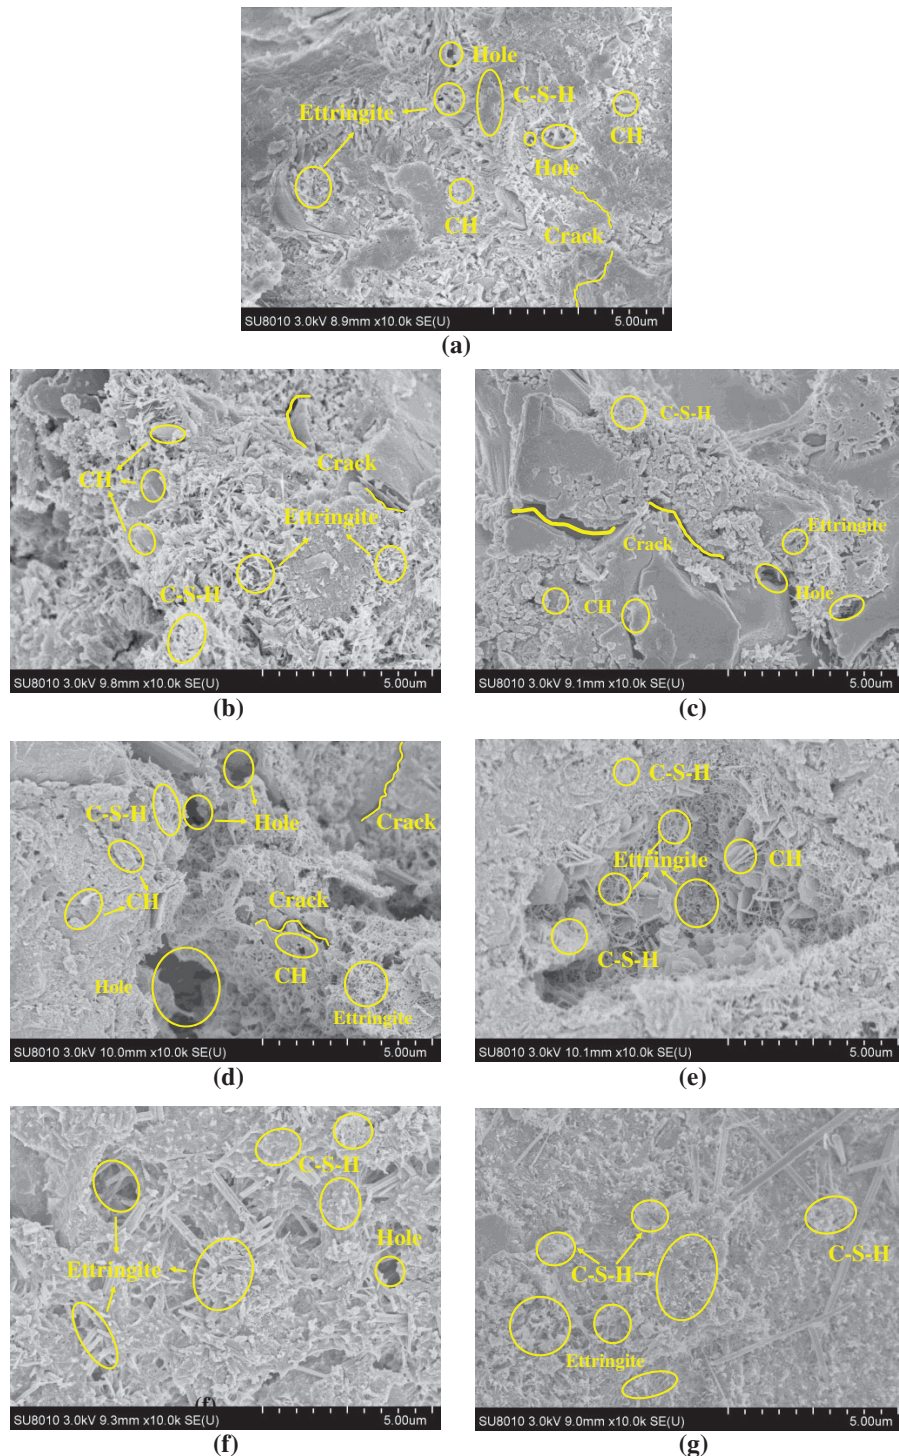 Hole
Ettringite
C-S-H
CH
Hole
CH
Crack
SU8010 3.0kV 8.9mm x10.0k SE(U)
5.00um
(a)
Crack
CH
Ettringite
C-S-H
SU8010 3.0kV 9.8mm x10.0k SE(U)
5.00um
(b)
C-S-H
Ettringite
Crack
Hole
CH
SU8010 3.0kV 9.1mm x10.0k SE(U)
5.00um
(c)
C-S-H
Hole
Crack
CH
Crack
CH
Hole
Ettringite
SU8010 3.0kV 10.0mm x10.0k SE(U)
5.00um
(d)
C-S-H
Ettringite
CH
C-S-H
SU8010 3.0kV 10.1mm x10.0k SE(U)
5.00um
(e)
C-S-H
Hole
Ettringite
(f)
SU8010 3.0kV 9.3mm x10.0k SE(U)
5.00um
(f)
C-S-H
C-S-H
Ettringite
SU8010 3.0kV 9.0mm x10.0k SE(U)
5.00um
(g)